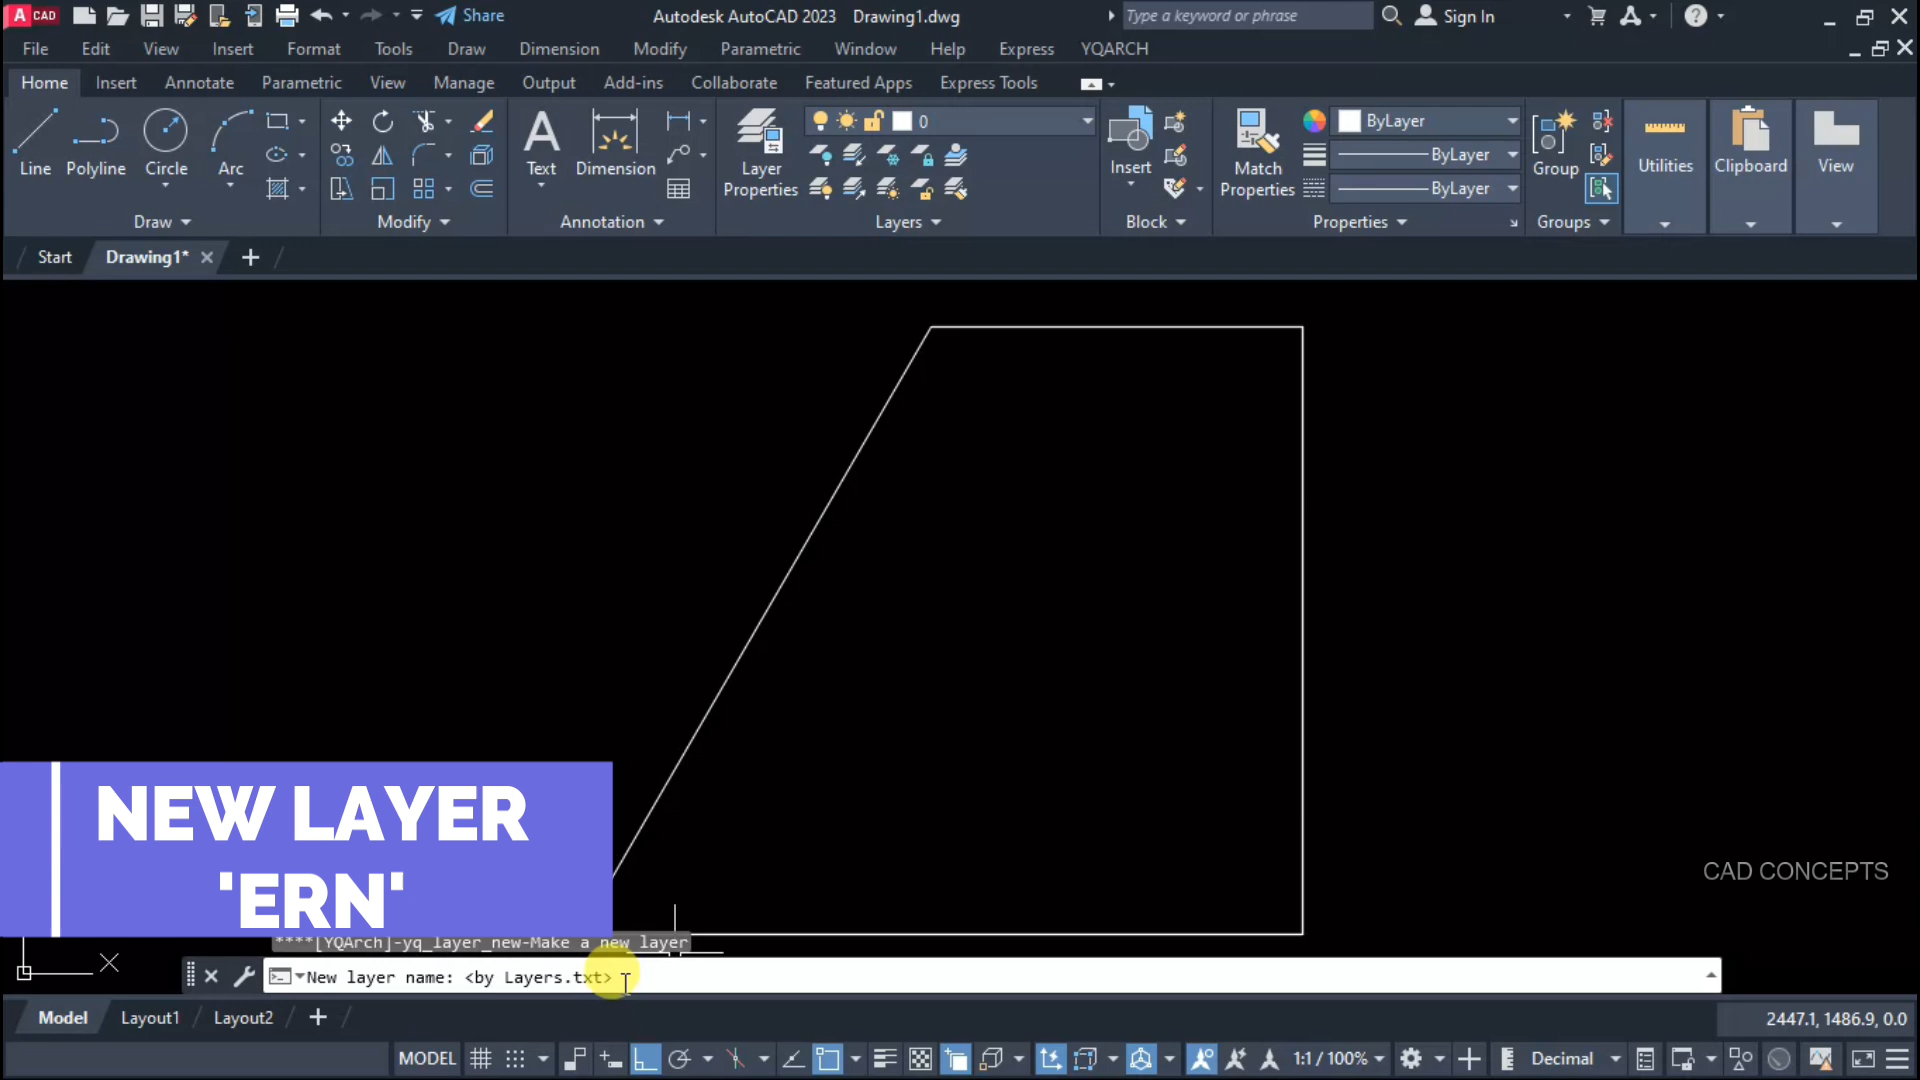 A CAD
Share
Autodesk AutoCAD 2023 Drawing1.dwg
Type a keyword or phrase
Sign In
File Edit View Insert Format Tools Draw Dimension Modify Parametric Window Help Express YQARCH
Home Insert Annotate Parametric View Manage Output Add-ins Collaborate Featured Apps Express Tools
Line Polyline Circle Arc
Text Dimension
Layer Properties
0
Insert
Match Properties
ByLayer
ByLayer
ByLayer
Group
Utilities
Clipboard
View
Draw Modify Annotation Layers Block Properties Groups
Start Drawing1*
NEW LAYER
'ERN'
CAD CONCEPTS
****[YQArch]-yq_layer_new-Make a new layer
New layer name: <by Layers.txt>
Model Layout1 Layout2
2447.1, 1486.9, 0.0
MODEL
1:1 / 100%
Decimal